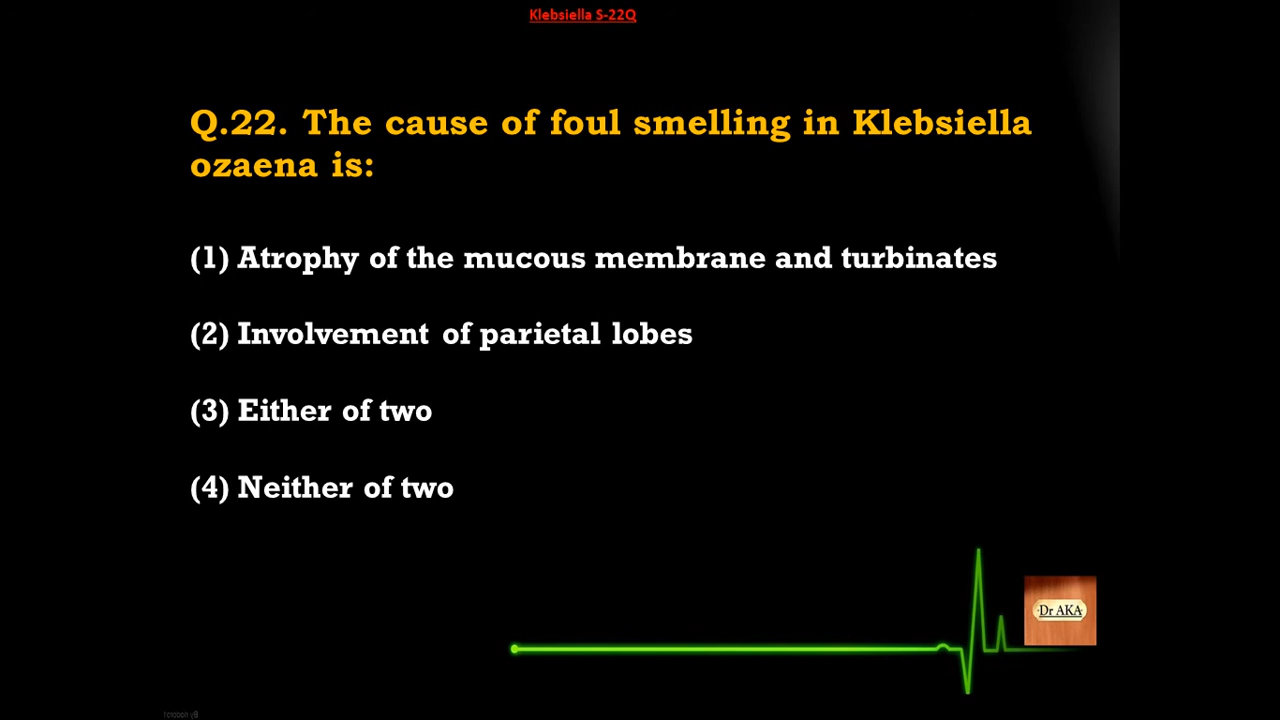 Klebsiella S-22Q
Q.22. The cause of foul smelling in Klebsiella
ozaena is:
(1) Atrophy of the mucous membrane and turbinates
(2) Involvement of parietal lobes
(3) Either of two
(4) Neither of two
Dr AKA